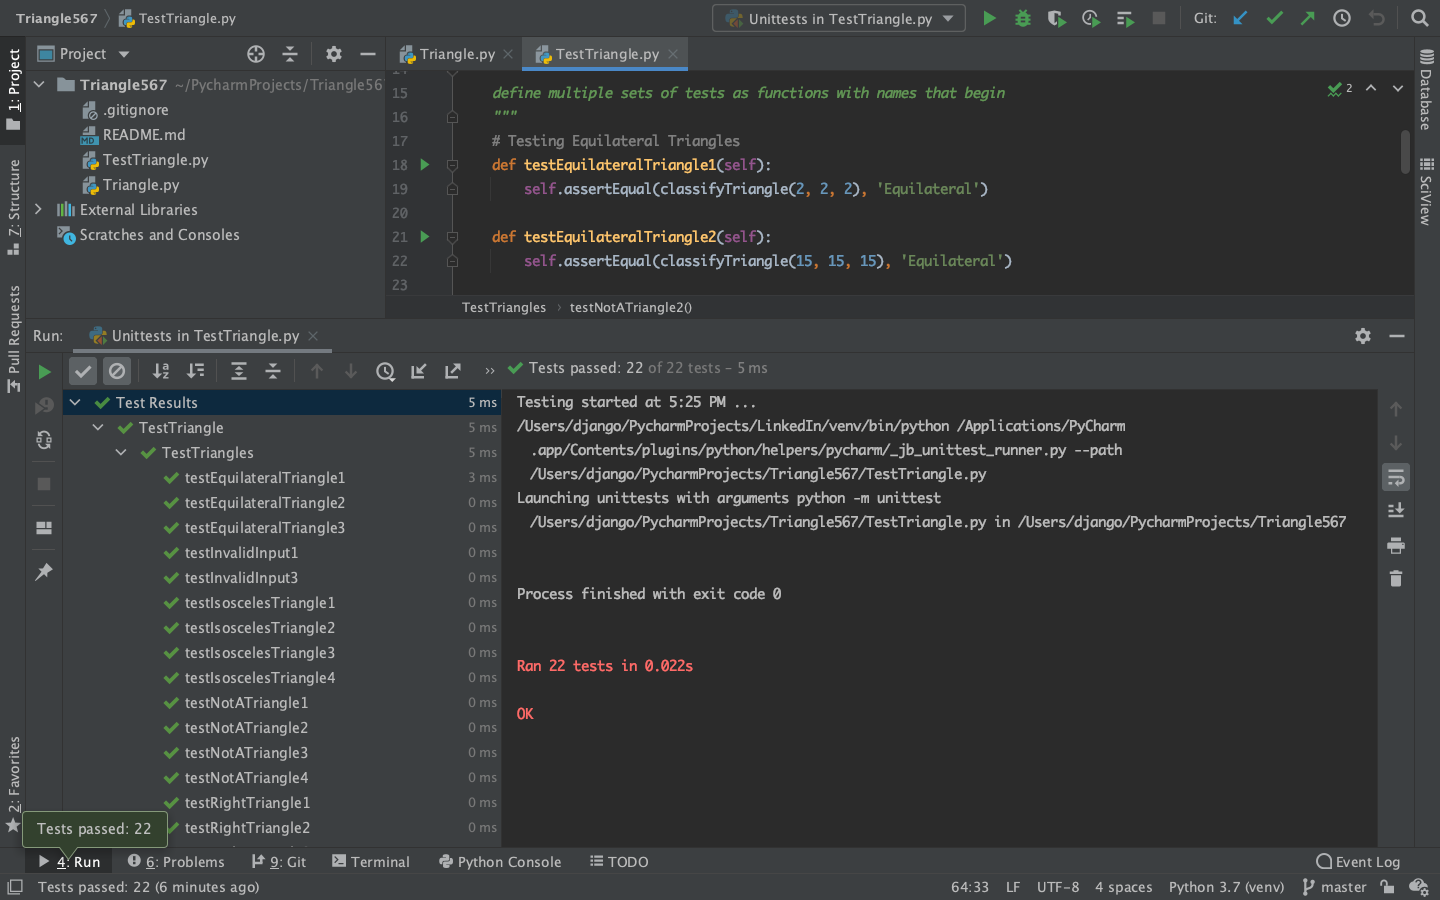 Triangle567
TestTriangle.py
Unittests in TestTriangle.py
Git:
1: Project
Z: Structure
Pull Requests
2: Favorites
Project
Triangle567 ~/PycharmProjects/Triangle567
.gitignore
README.md
TestTriangle.py
Triangle.py
External Libraries
Scratches and Consoles
Triangle.py
TestTriangle.py
15 define multiple sets of tests as functions with names that begin
16 """
17 # Testing Equilateral Triangles
18 def testEquilateralTriangle1(self):
19 self.assertEqual(classifyTriangle(2, 2, 2), 'Equilateral')
20
21 def testEquilateralTriangle2(self):
22 self.assertEqual(classifyTriangle(15, 15, 15), 'Equilateral')
23
2
TestTriangles › testNotATriangle2()
Database
SciView
Run: Unittests in TestTriangle.py
Tests passed: 22 of 22 tests – 5 ms
Test Results 5 ms
TestTriangle 5 ms
TestTriangles 5 ms
testEquilateralTriangle1 3 ms
testEquilateralTriangle2 0 ms
testEquilateralTriangle3 0 ms
testInvalidInput1 0 ms
testInvalidInput3 0 ms
testIsoscelesTriangle1 0 ms
testIsoscelesTriangle2 0 ms
testIsoscelesTriangle3 0 ms
testIsoscelesTriangle4 0 ms
testNotATriangle1 0 ms
testNotATriangle2 0 ms
testNotATriangle3 0 ms
testNotATriangle4 0 ms
testRightTriangle1 0 ms
testRightTriangle2 0 ms
Testing started at 5:25 PM ...
/Users/django/PycharmProjects/LinkedIn/venv/bin/python /Applications/PyCharm
.app/Contents/plugins/python/helpers/pycharm/_jb_unittest_runner.py --path
/Users/django/PycharmProjects/Triangle567/TestTriangle.py
Launching unittests with arguments python -m unittest
/Users/django/PycharmProjects/Triangle567/TestTriangle.py in /Users/django/PycharmProjects/Triangle567
Process finished with exit code 0
Ran 22 tests in 0.022s
OK
Tests passed: 22
4: Run
6: Problems
9: Git
Terminal
Python Console
TODO
Event Log
Tests passed: 22 (6 minutes ago)
64:33 LF UTF-8 4 spaces Python 3.7 (venv) master